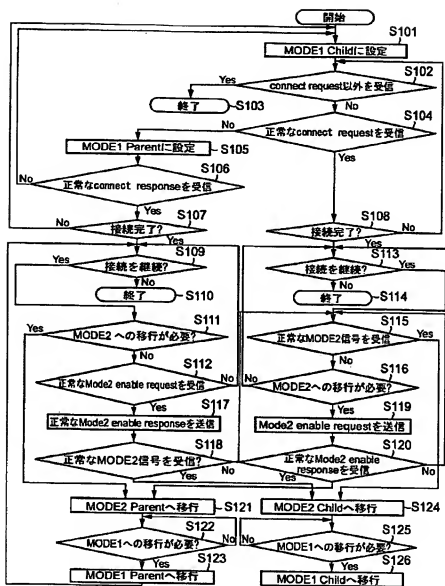 開始
S101
MODE1 Childに設定
S102
connect request以外を受信
Yes
No
終了
S103
S104
正常なconnect requestを受信
No
Yes
MODE1 Parentに設定
S105
S106
正常なconnect responseを受信
No
Yes
S107
接続完了?
No
Yes
S108
接続完了?
No
Yes
S109
接続を継続?
Yes
No
S113
接続を継続?
Yes
No
終了
S110
終了
S114
S111
MODE2 への移行が必要?
Yes
No
S115
正常なMODE2信号を受信?
Yes
No
S112
正常なMode2 enable requestを受信
No
Yes
S116
MODE2への移行が必要?
No
Yes
S117
正常なMode2 enable responseを送信
S119
Mode2 enable requestを送信
S118
正常なMODE2信号を受信?
No
Yes
S120
正常なMode2 enable
responseを受信?
No
Yes
MODE2 Parentへ移行
S121
MODE2 Childへ移行
S124
S122
MODE1への移行が必要?
No
Yes
S125
MODE1への移行が必要?
No
Yes
S123
MODE1 Parentへ移行
S126
MODE1 Childへ移行